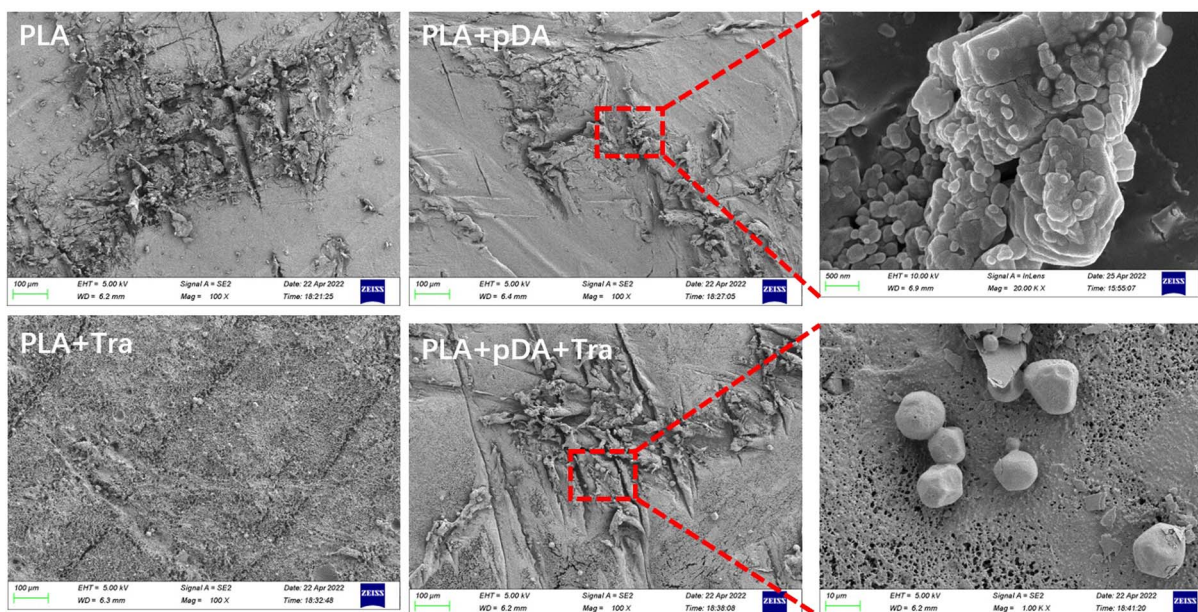 PLA
100 µm
EHT = 5.00 kV
WD = 6.2 mm
Signal A = SE2
Mag = 100 X
Date: 22 Apr 2022
Time: 18:21:25
ZEISS
PLA+pDA
100 µm
EHT = 5.00 kV
WD = 6.4 mm
Signal A = SE2
Mag = 100 X
Date: 22 Apr 2022
Time: 18:27:05
ZEISS
500 nm
EHT = 10.00 kV
WD = 6.9 mm
Signal A = InLens
Mag = 20.00 K X
Date: 25 Apr 2022
Time: 15:55:07
ZEISS
PLA+Tra
100 µm
EHT = 5.00 kV
WD = 6.3 mm
Signal A = SE2
Mag = 100 X
Date: 22 Apr 2022
Time: 18:32:48
ZEISS
PLA+pDA+Tra
100 µm
EHT = 5.00 kV
WD = 6.2 mm
Signal A = SE2
Mag = 100 X
Date: 22 Apr 2022
Time: 18:38:08
ZEISS
10 µm
EHT = 5.00 kV
WD = 6.2 mm
Signal A = SE2
Mag = 1.00 K X
Date: 22 Apr 2022
Time: 18:41:20
ZEISS